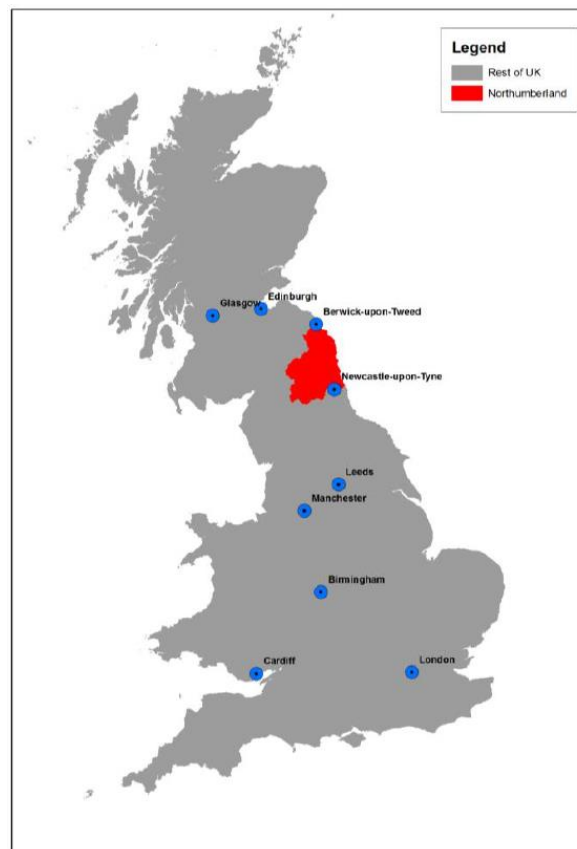 Legend
Rest of UK
Northumberland
Edinburgh
Glasgow
Berwick-upon-Tweed
Newcastle-upon-Tyne
Leeds
Manchester
Birmingham
Cardiff
London